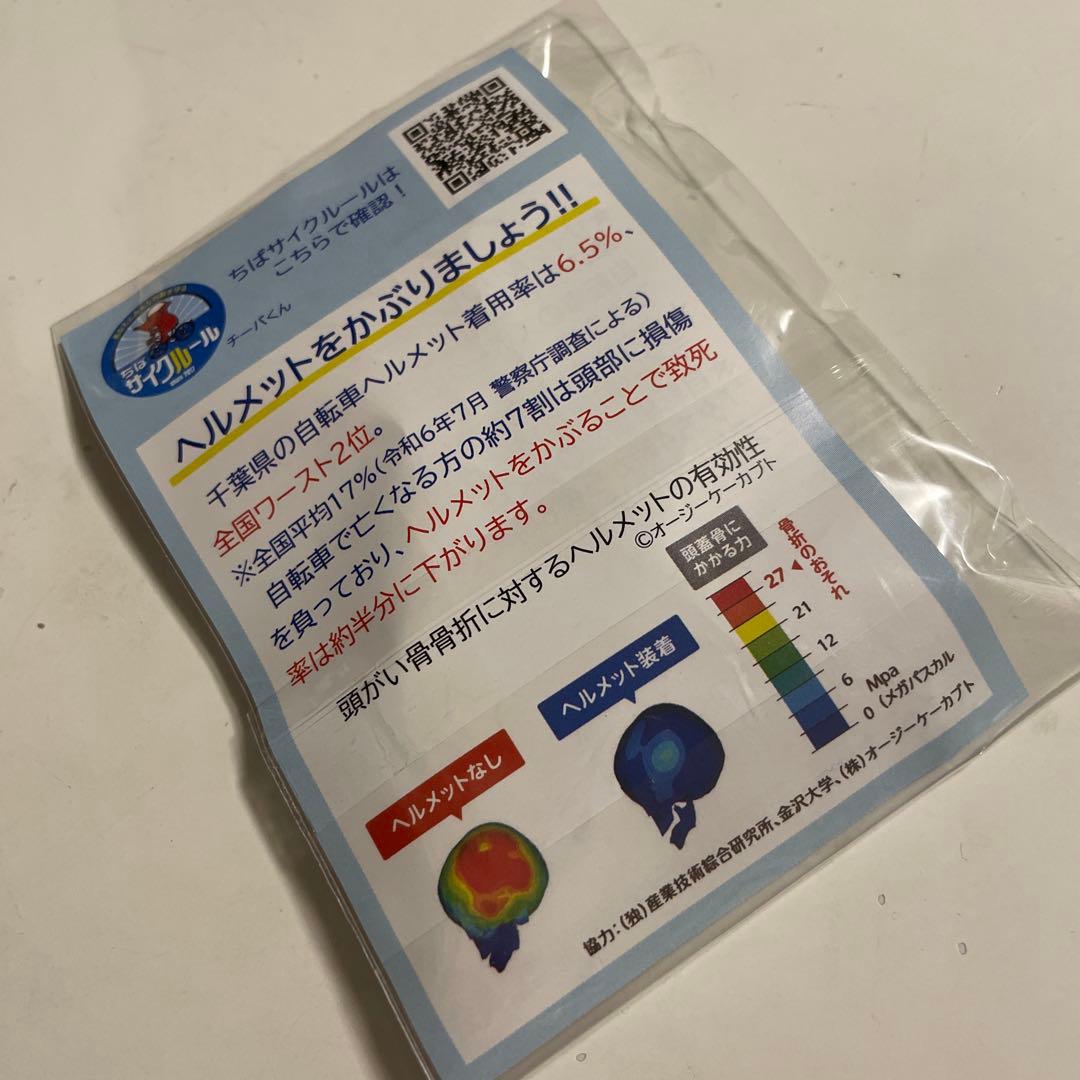 ちばサイクルールは
こちらで確認！
ちば
サイクルール
since 2017
チーバくん
ヘルメットをかぶりましょう!!
千葉県の自転車ヘルメット着用率は6.5%、
全国ワースト2位。
※全国平均17%(令和6年7月 警察庁調査による)
自転車で亡くなる方の約7割は頭部に損傷
を負っており、ヘルメットをかぶることで致死
率は約半分に下がります。
頭がい骨骨折に対するヘルメットの有効性
©オージーケーカブト
頭蓋骨に
かかる力
骨折のおそれ
27
21
12
6
0
Mpa
(メガパスカル
ヘルメット装着
ヘルメットなし
協力:(独)産業技術綜合研究所、金沢大学、(株)オージーケーカブト